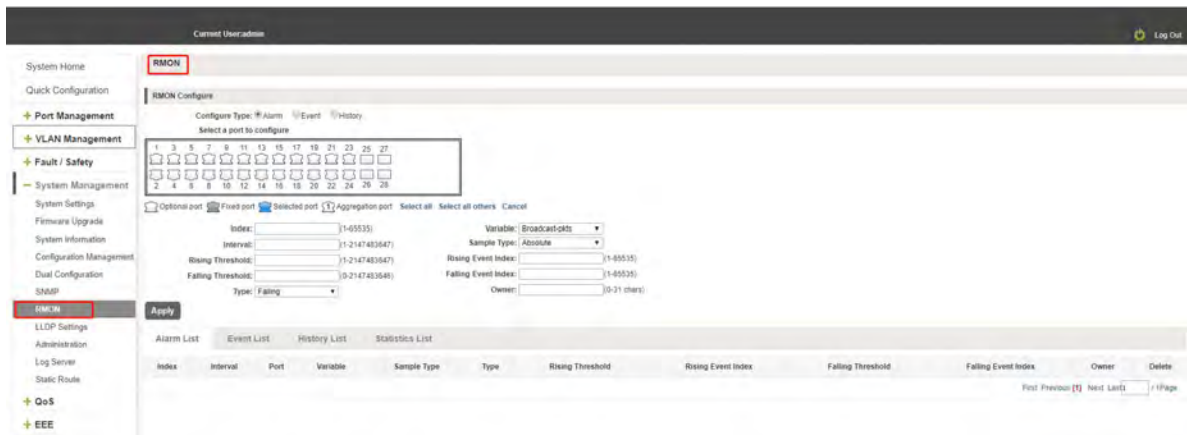 Current User:admin
Log Out
System Home
Quick Configuration
Port Management
VLAN Management
Fault / Safety
System Management
System Settings
Firmware Upgrade
System Information
Configuration Management
Dual Configuration
SNMP
RMON
LLDP Settings
Administration
Log Server
Static Route
QoS
EEE
RMON
RMON Configure
Configure Type: Alarm Event History
Select a port to configure
1 3 5 7 9 11 13 15 17 19 21 23 25 27
2 4 6 8 10 12 14 16 18 20 22 24 26 28
Optional port Fixed port Selected port 1 Aggregation port Select all Select all others Cancel
Index: (1-65535) Variable: Broadcast-pkts
Interval: (1-2147483647) Sample Type: Absolute
Rising Threshold: (1-2147483647) Rising Event Index: (1-65535)
Falling Threshold: (0-2147483646) Falling Event Index: (1-65535)
Type: Falling Owner: (0-31 chars)
Apply
Alarm List Event List History List Statistics List
Index Interval Port Variable Sample Type Type Rising Threshold Rising Event Index Falling Threshold Falling Event Index Owner Delete
First Previous [1] Next Last 1 / 1Page